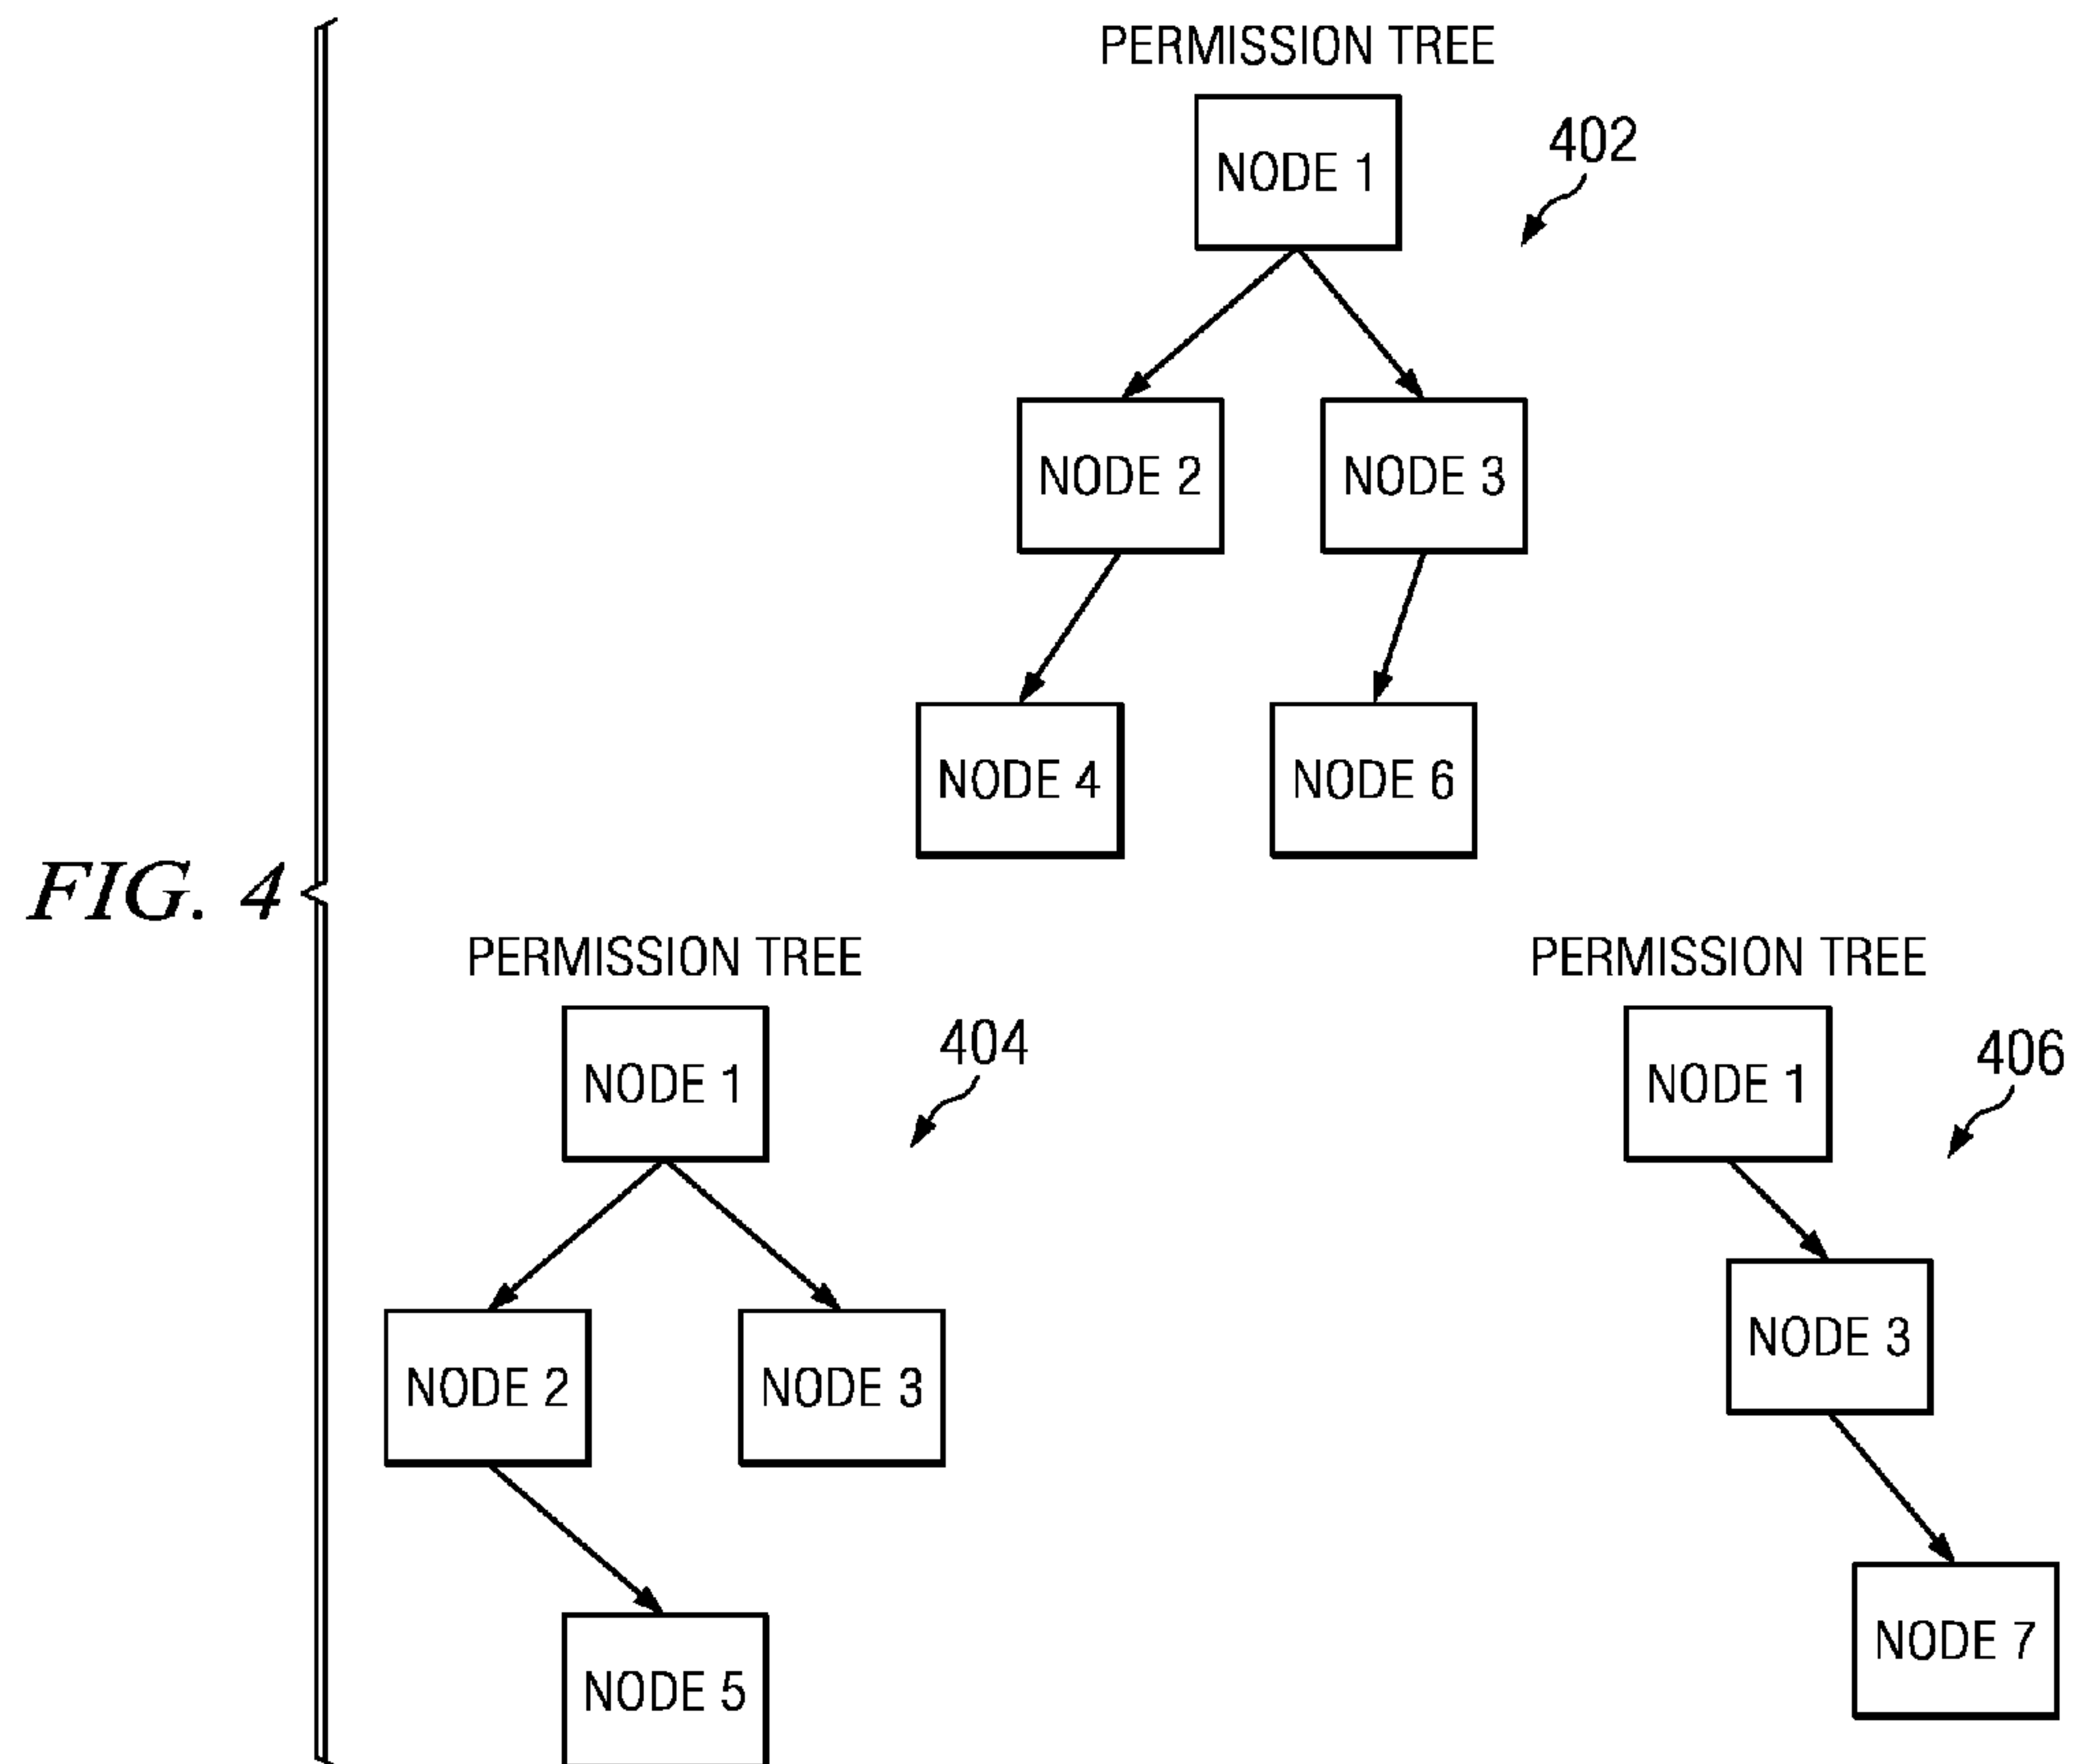 PERMISSION TREE
NODE 1
402
NODE 2
NODE 3
NODE 4
NODE 6
FIG. 4
PERMISSION TREE
NODE 1
404
NODE 2
NODE 3
NODE 5
PERMISSION TREE
NODE 1
406
NODE 3
NODE 7